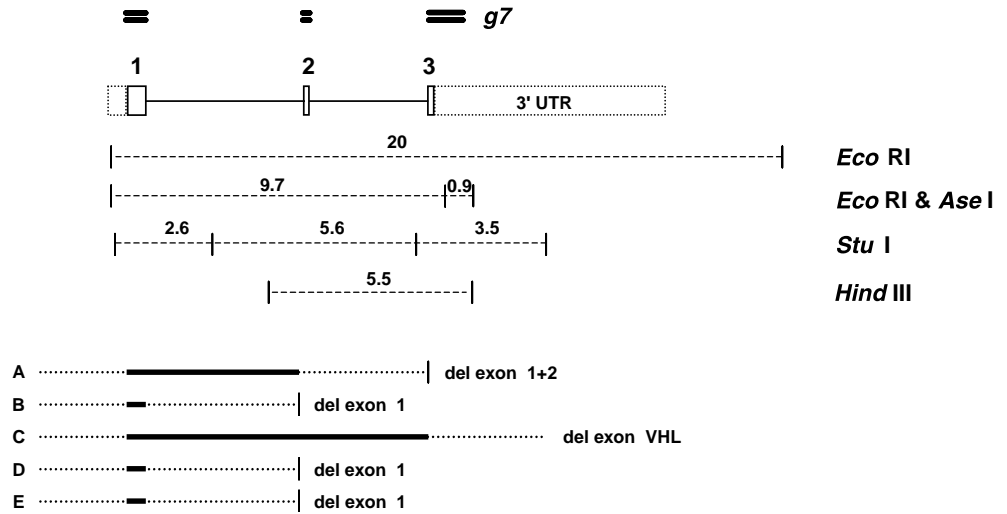 g7
1 2 3
3' UTR
20 Eco RI
9.7 0.9 Eco RI & Ase I
2.6 5.6 3.5 Stu I
5.5 Hind III
A del exon 1+2
B del exon 1
C del exon VHL
D del exon 1
E del exon 1